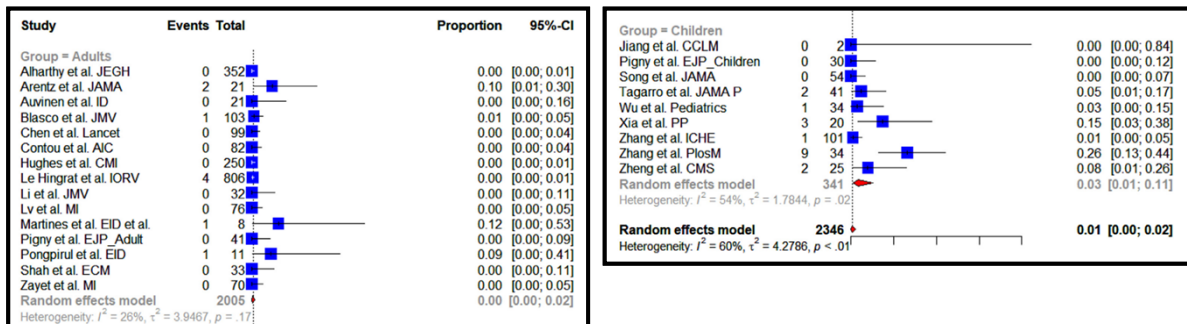 Study Events Total Proportion 95%-CI
Group = Adults
Alharthy et al. JEGH 0 352 0.00 [0.00; 0.01]
Arentz et al. JAMA 2 21 0.10 [0.01; 0.30]
Auvinen et al. ID 0 21 0.00 [0.00; 0.16]
Blasco et al. JMV 1 103 0.01 [0.00; 0.05]
Chen et al. Lancet 0 99 0.00 [0.00; 0.04]
Contou et al. AIC 0 82 0.00 [0.00; 0.04]
Hughes et al. CMI 0 250 0.00 [0.00; 0.01]
Le Hingrat et al. IORV 4 806 0.00 [0.00; 0.01]
Li et al. JMV 0 32 0.00 [0.00; 0.11]
Lv et al. MI 0 76 0.00 [0.00; 0.05]
Martines et al. EID et al. 1 8 0.12 [0.00; 0.53]
Pigny et al. EJP_Adult 0 41 0.00 [0.00; 0.09]
Pongpirul et al. EID 1 11 0.09 [0.00; 0.41]
Shah et al. ECM 0 33 0.00 [0.00; 0.11]
Zayet et al. MI 0 70 0.00 [0.00; 0.05]
Random effects model 2005 0.00 [0.00; 0.02]
Heterogeneity: I² = 26%, τ² = 3.9467, p = .17
Group = Children
Jiang et al. CCLM 0 2 0.00 [0.00; 0.84]
Pigny et al. EJP_Children 0 30 0.00 [0.00; 0.12]
Song et al. JAMA 0 54 0.00 [0.00; 0.07]
Tagarro et al. JAMA P 2 41 0.05 [0.01; 0.17]
Wu et al. Pediatrics 1 34 0.03 [0.00; 0.15]
Xia et al. PP 3 20 0.15 [0.03; 0.38]
Zhang et al. ICHE 1 101 0.01 [0.00; 0.05]
Zhang et al. PlosM 9 34 0.26 [0.13; 0.44]
Zheng et al. CMS 2 25 0.08 [0.01; 0.26]
Random effects model 341 0.03 [0.01; 0.11]
Heterogeneity: I² = 54%, τ² = 1.7844, p = .02
Random effects model 2346 0.01 [0.00; 0.02]
Heterogeneity: I² = 60%, τ² = 4.2786, p < .01